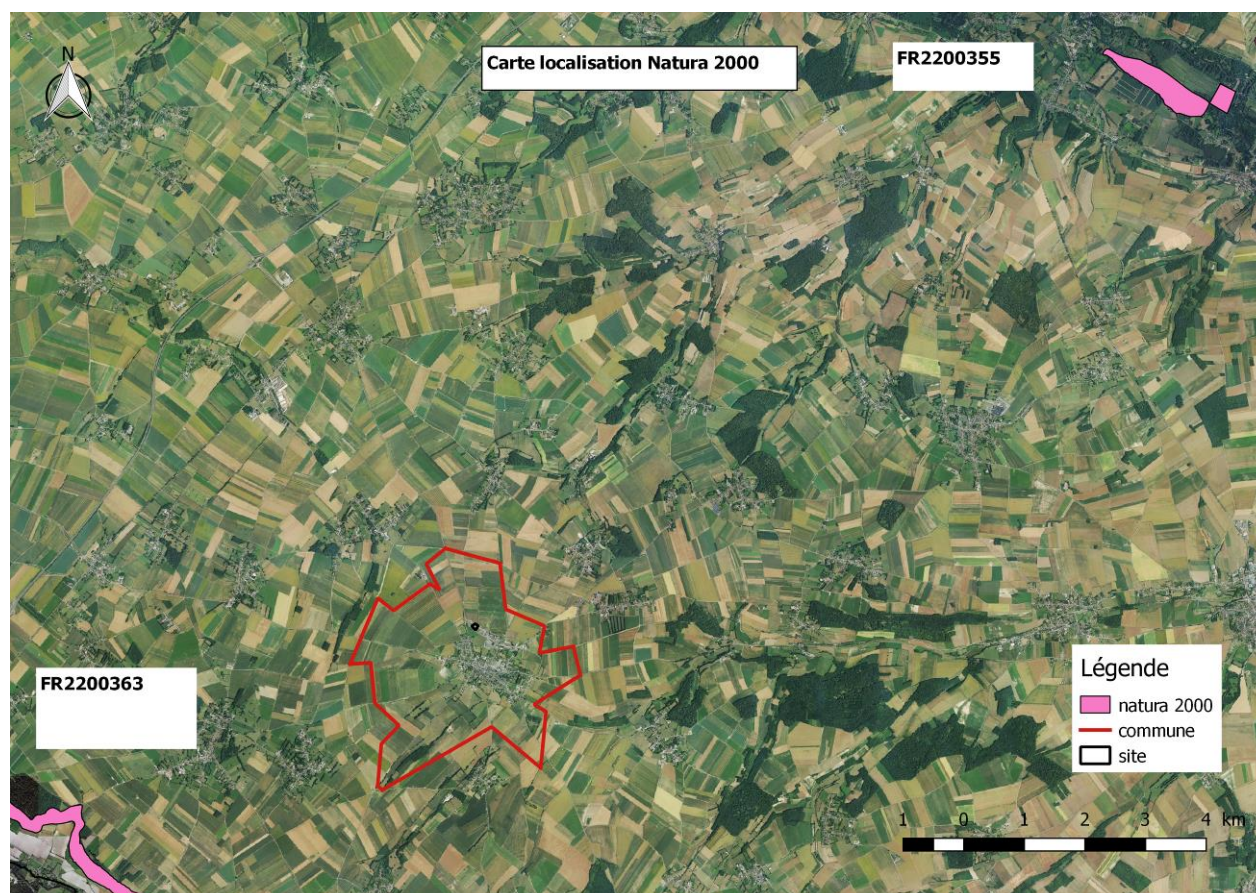 N
Carte localisation Natura 2000
FR2200355
FR2200363
Légende
natura 2000
commune
site
1 0 1 2 3 4 km